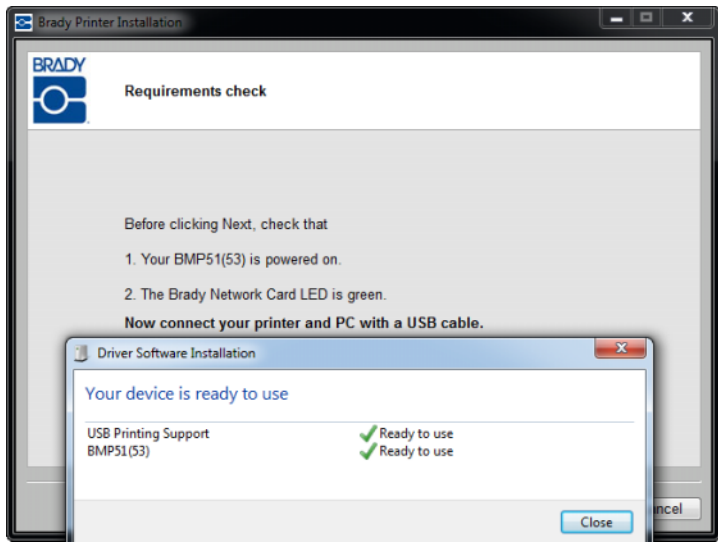 Brady Printer Installation
BRADY
Requirements check
Before clicking Next, check that
1. Your BMP51(53) is powered on.
2. The Brady Network Card LED is green.
Now connect your printer and PC with a USB cable.
Driver Software Installation
Your device is ready to use
USB Printing Support Ready to use
BMP51(53) Ready to use
Close
ncel